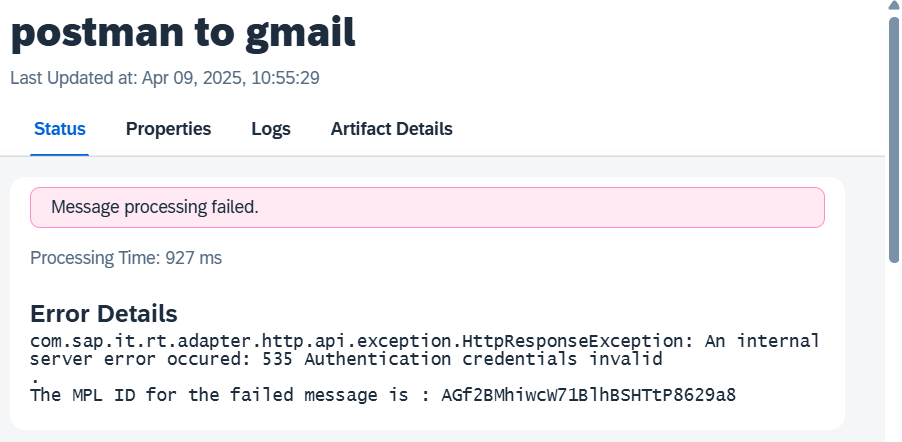 postman to gmail
Last Updated at: Apr 09, 2025, 10:55:29
Status Properties Logs Artifact Details
Message processing failed.
Processing Time: 927 ms
Error Details
com.sap.it.rt.adapter.http.api.exception.HttpResponseException: An internal
server error occured: 535 Authentication credentials invalid
.
The MPL ID for the failed message is : AGf2BMhiwcW71BlhBSHTtP8629a8